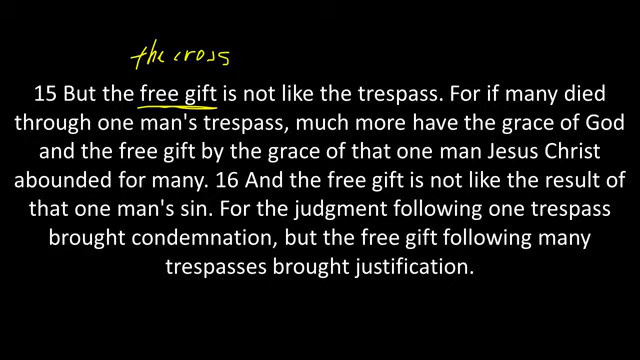 the cross
15 But the free gift is not like the trespass. For if many died
through one man's trespass, much more have the grace of God
and the free gift by the grace of that one man Jesus Christ
abounded for many. 16 And the free gift is not like the result of
that one man's sin. For the judgment following one trespass
brought condemnation, but the free gift following many
trespasses brought justification.